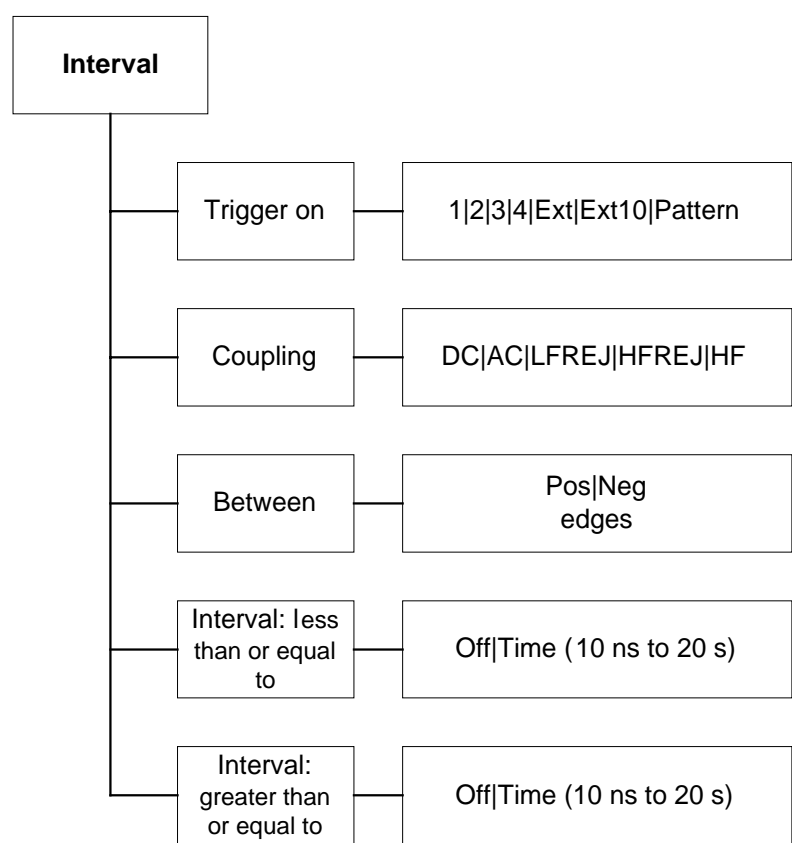 Interval
Trigger on
1|2|3|4|Ext|Ext10|Pattern
Coupling
DC|AC|LFREJ|HFREJ|HF
Between
Pos|Neg
edges
Interval: less
than or equal
to
Off|Time (10 ns to 20 s)
Interval:
greater than
or equal to
Off|Time (10 ns to 20 s)